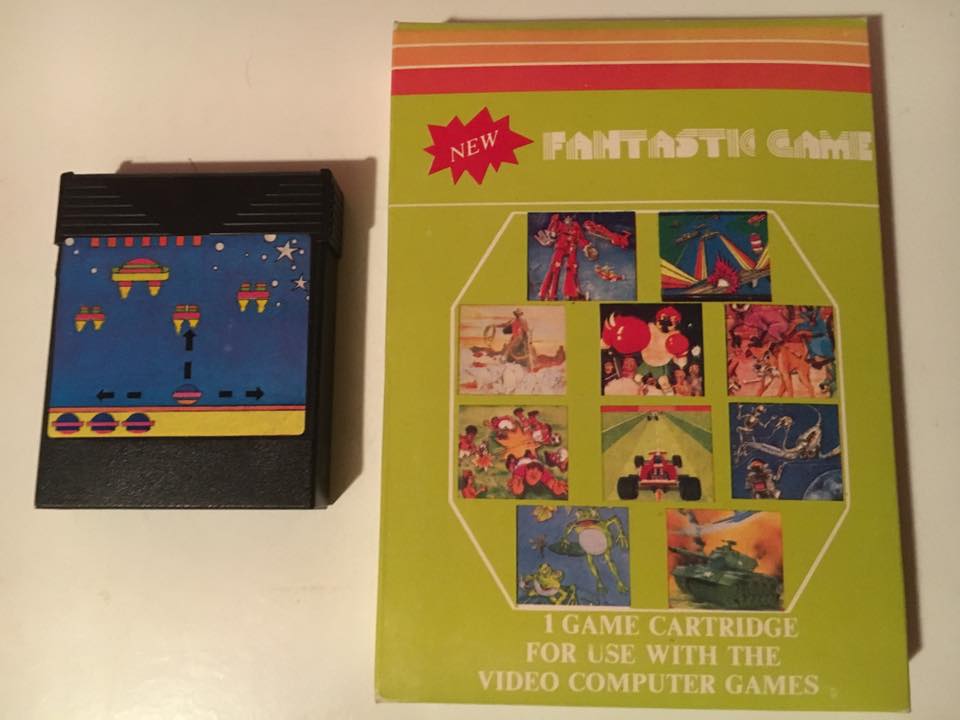 NEW
FANTASTIC GAME
1 GAME CARTRIDGE
FOR USE WITH THE
VIDEO COMPUTER GAMES